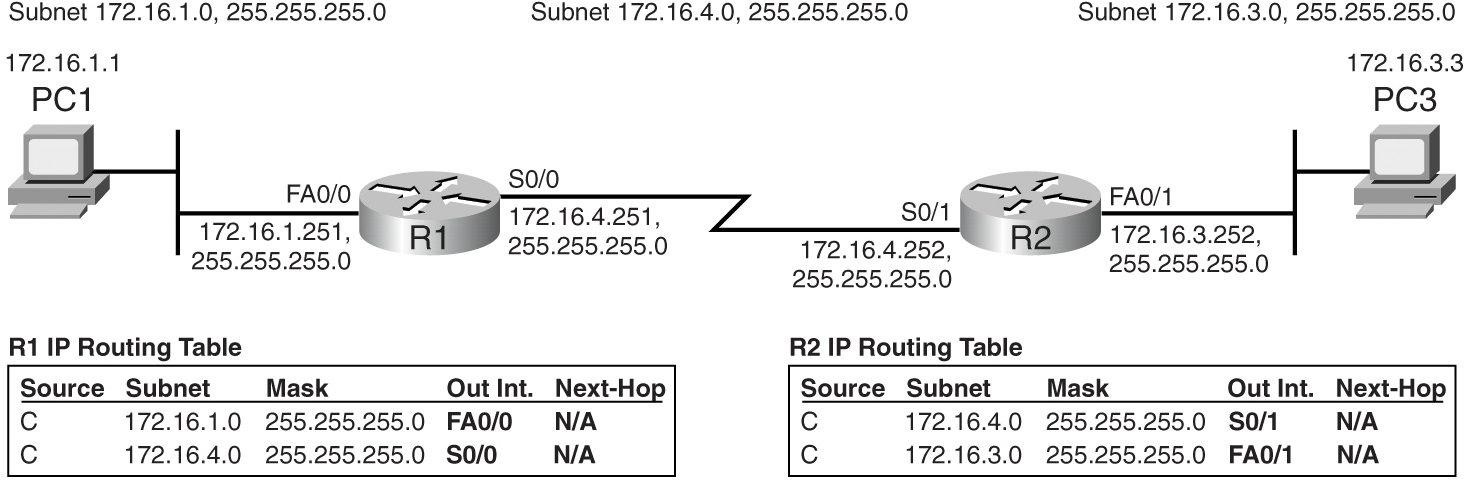 Subnet 172.16.1.0, 255.255.255.0
Subnet 172.16.4.0, 255.255.255.0
Subnet 172.16.3.0, 255.255.255.0
172.16.1.1
PC1
172.16.3.3
PC3
FA0/0
172.16.1.251,
255.255.255.0
R1
S0/0
172.16.4.251,
255.255.255.0
S0/1
172.16.4.252,
255.255.255.0
R2
FA0/1
172.16.3.252,
255.255.255.0
R1 IP Routing Table
Source Subnet Mask Out Int. Next-Hop
C 172.16.1.0 255.255.255.0 FA0/0 N/A
C 172.16.4.0 255.255.255.0 S0/0 N/A
R2 IP Routing Table
Source Subnet Mask Out Int. Next-Hop
C 172.16.4.0 255.255.255.0 S0/1 N/A
C 172.16.3.0 255.255.255.0 FA0/1 N/A